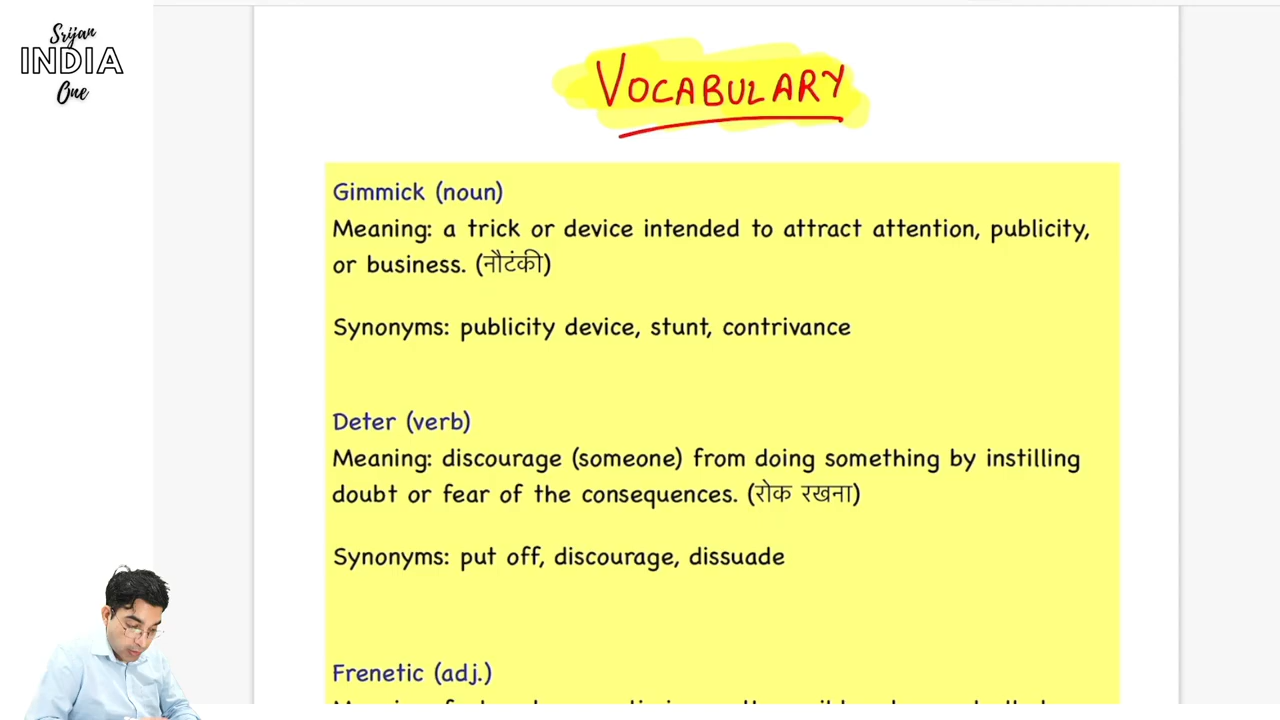 Srijan
INDIA
One
VOCABULARY
Gimmick (noun)
Meaning: a trick or device intended to attract attention, publicity,
or business. (नौटंकी)
Synonyms: publicity device, stunt, contrivance
Deter (verb)
Meaning: discourage (someone) from doing something by instilling
doubt or fear of the consequences. (रोक रखना)
Synonyms: put off, discourage, dissuade
Frenetic (adj.)